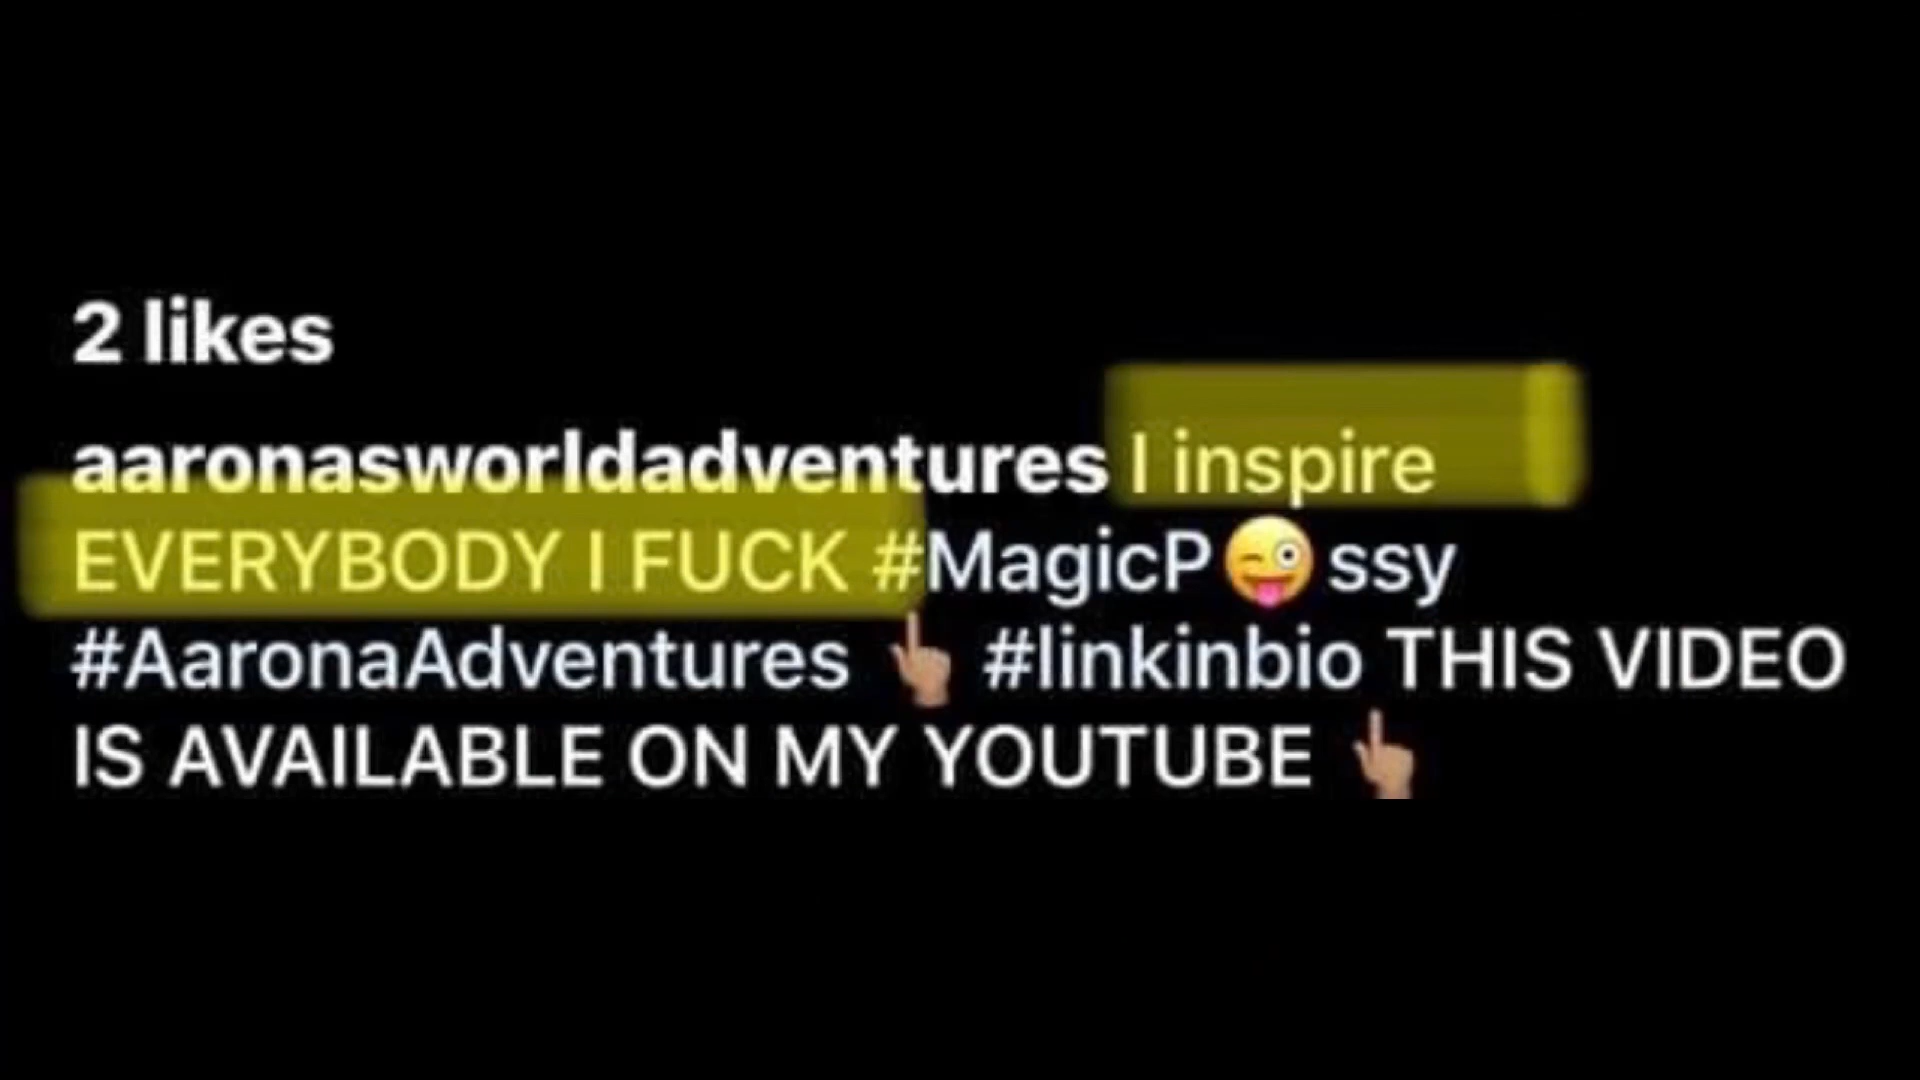 2 likes
aaronasworldadventures I inspire
EVERYBODY I FUCK #MagicP😜ssy
#AaronaAdventures 👆🏽 #linkinbio THIS VIDEO
IS AVAILABLE ON MY YOUTUBE 👆🏽